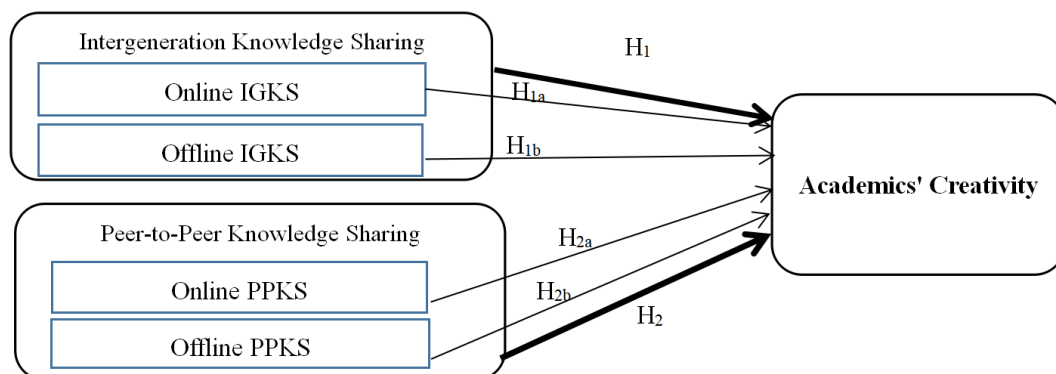 Intergeneration Knowledge Sharing
H1
Online IGKS
H1a
Offline IGKS
H1b
Academics' Creativity
Peer-to-Peer Knowledge Sharing
H2a
Online PPKS
H2b
H2
Offline PPKS